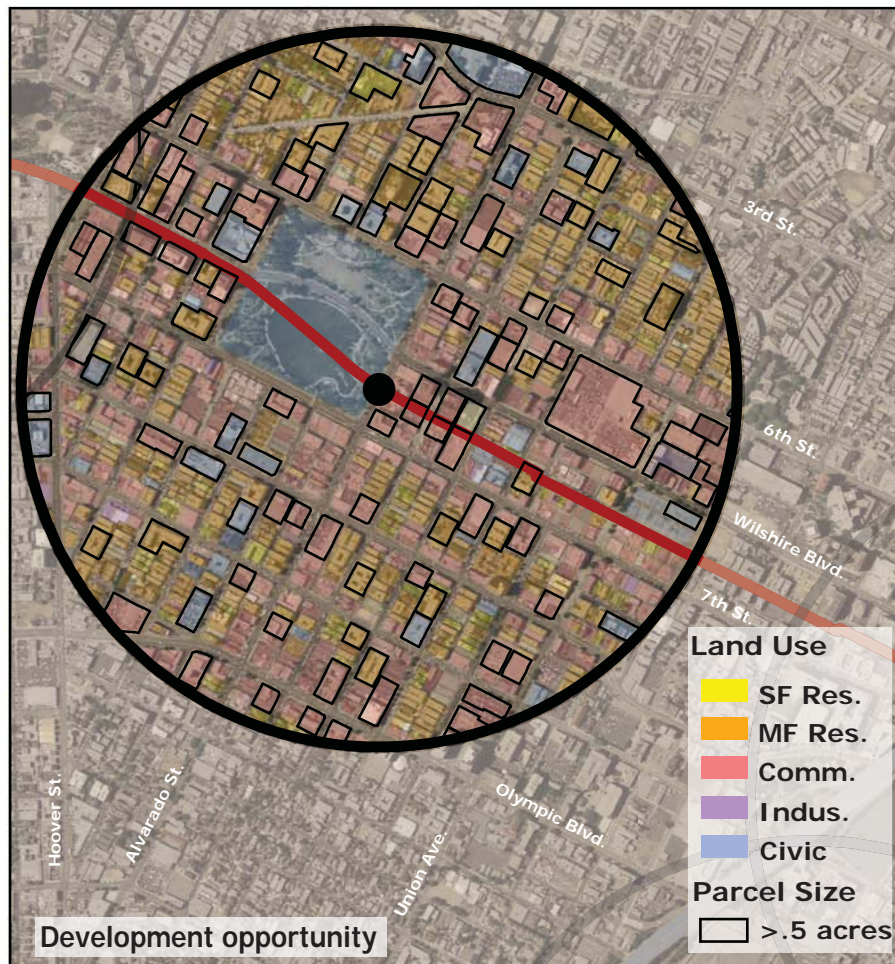 3rd St.
6th St.
Wilshire Blvd.
7th St.
Land Use
SF Res.
MF Res.
Comm.
Indus.
Civic
Parcel Size
>.5 acres
Hoover St.
Alvarado St.
Union Ave.
Olympic Blvd.
Development opportunity